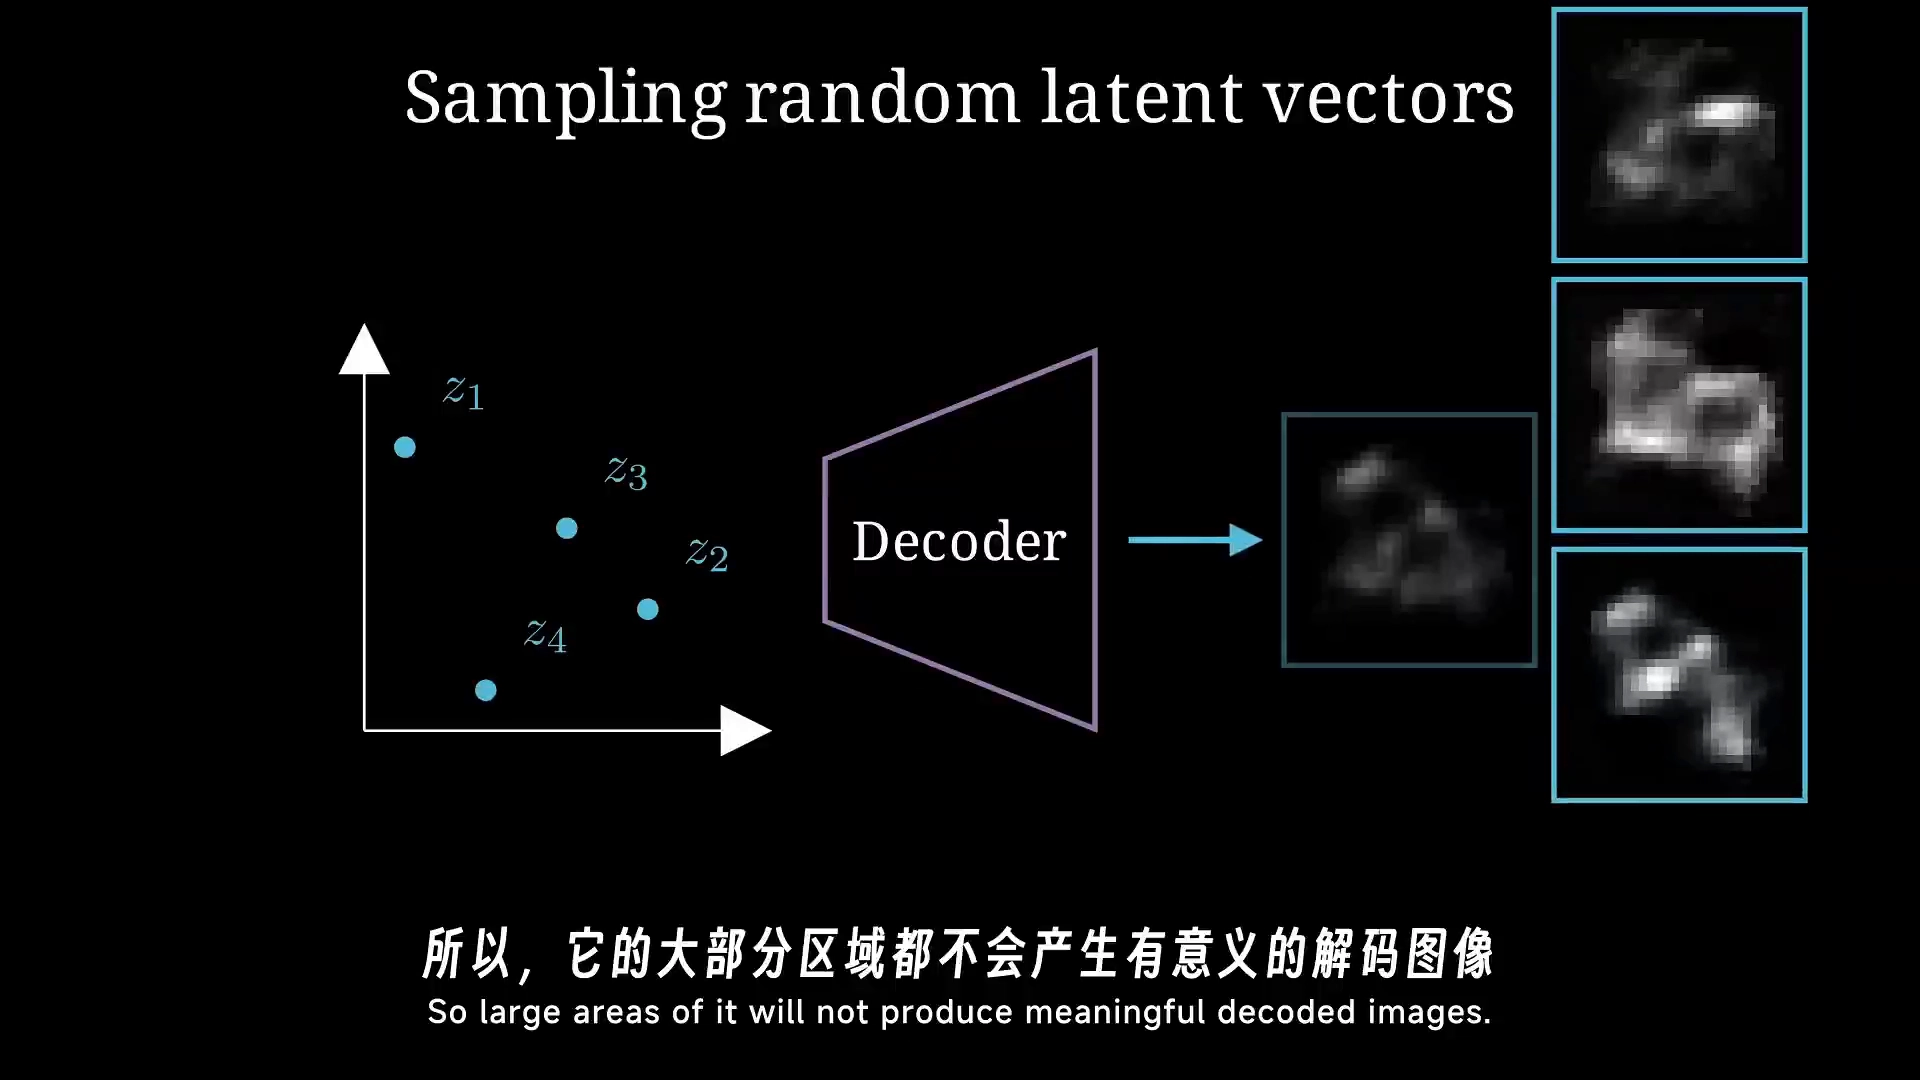 Sampling random latent vectors
z1
z3
z2
z4
Decoder
所以，它的大部分区域都不会产生有意义的解码图像
So large areas of it will not produce meaningful decoded images.